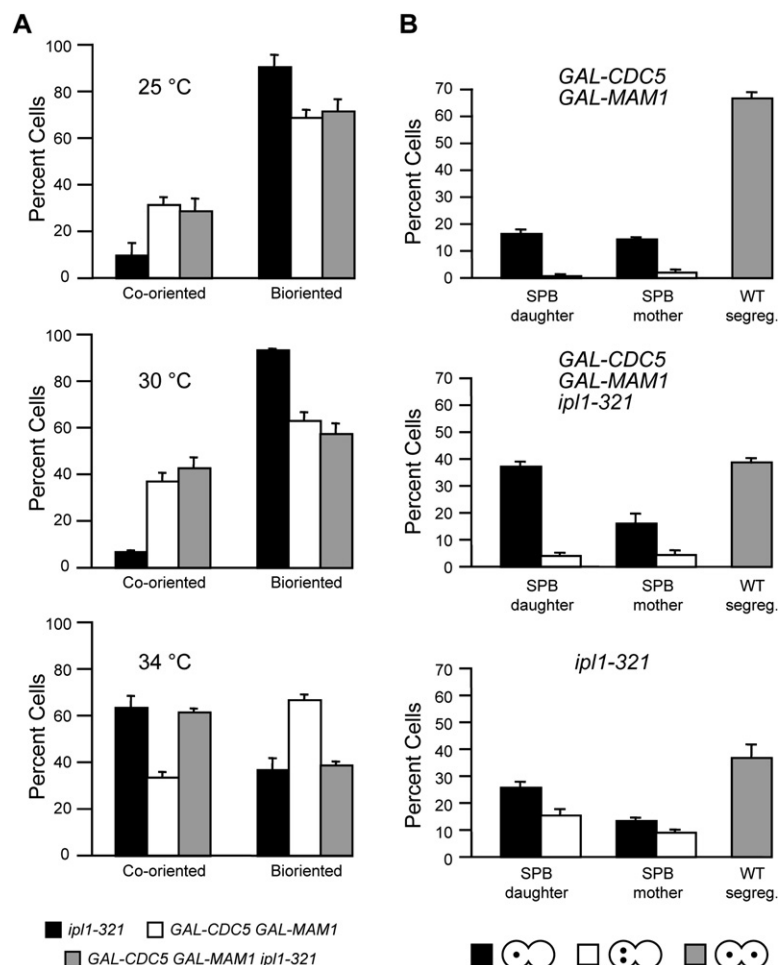 A
Percent Cells
100
80
60
40
20
0
25 °C
Co-oriented Bioriented
Percent Cells
100
80
60
40
20
0
30 °C
Co-oriented Bioriented
Percent Cells
100
80
60
40
20
0
34 °C
Co-oriented Bioriented
ipl1-321 GAL-CDC5 GAL-MAM1
GAL-CDC5 GAL-MAM1 ipl1-321
B
GAL-CDC5
GAL-MAM1
Percent Cells
70
60
50
40
30
20
10
0
SPB SPB WT
daughter mother segreg.
GAL-CDC5
GAL-MAM1
ipl1-321
Percent Cells
70
60
50
40
30
20
10
0
SPB SPB WT
daughter mother segreg.
ipl1-321
Percent Cells
70
60
50
40
30
20
10
0
SPB SPB WT
daughter mother segreg.